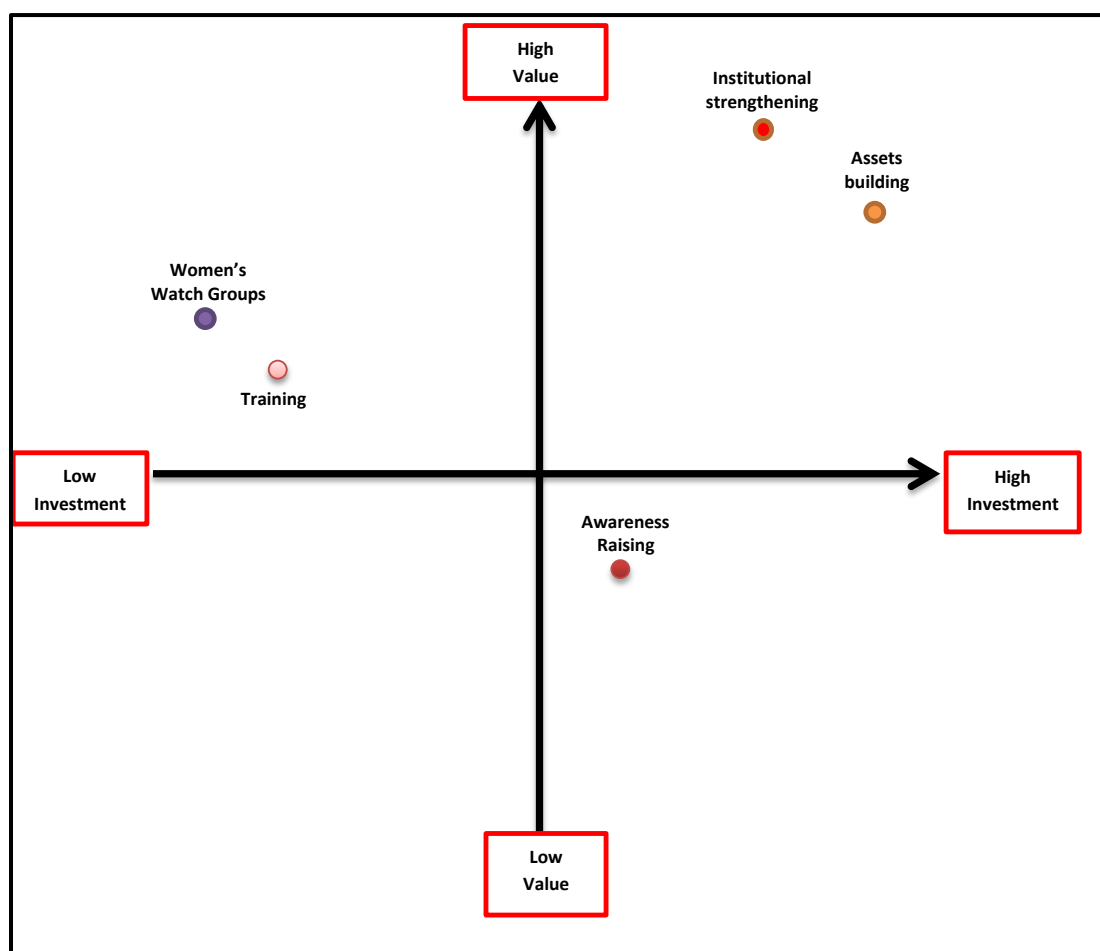 High
Value
Institutional
strengthening
Assets
building
Women’s
Watch Groups
Training
Low
Investment
High
Investment
Awareness
Raising
Low
Value